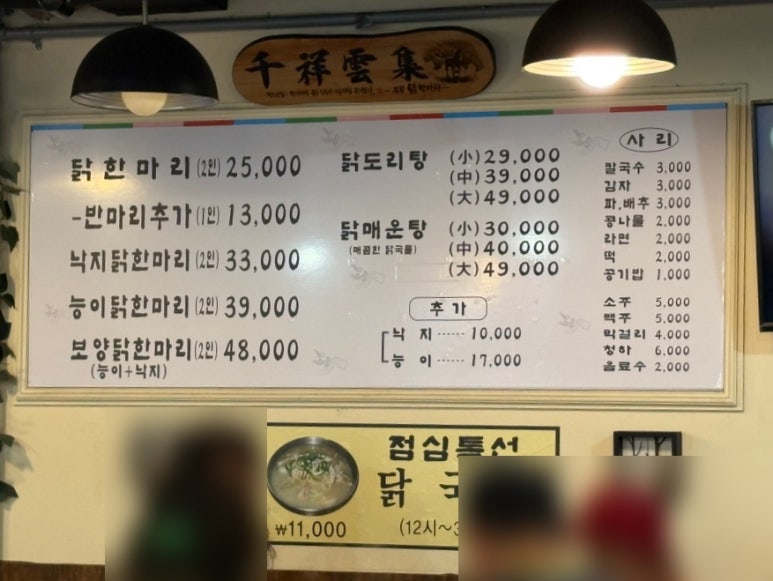 千祥雲集
닭한마리(2인) 25,000
-반마리추가(1인) 13,000
낙지닭한마리(2인) 33,000
능이닭한마리(2인) 39,000
보양닭한마리(2인) 48,000
(능이+낙지)
닭도리탕 (小) 29,000
(中) 39,000
(大) 49,000
닭매운탕 (小) 30,000
(매콤한 닭국물) (中) 40,000
(大) 49,000
추가
낙지 ······ 10,000
능이 ······ 17,000
사리
칼국수 3,000
감자 3,000
파,배추 3,000
콩나물 2,000
라면 2,000
떡 2,000
공기밥 1,000
소주 5,000
맥주 5,000
막걸리 4,000
청하 6,000
음료수 2,000
점심특선
닭
₩11,000
(12시~3